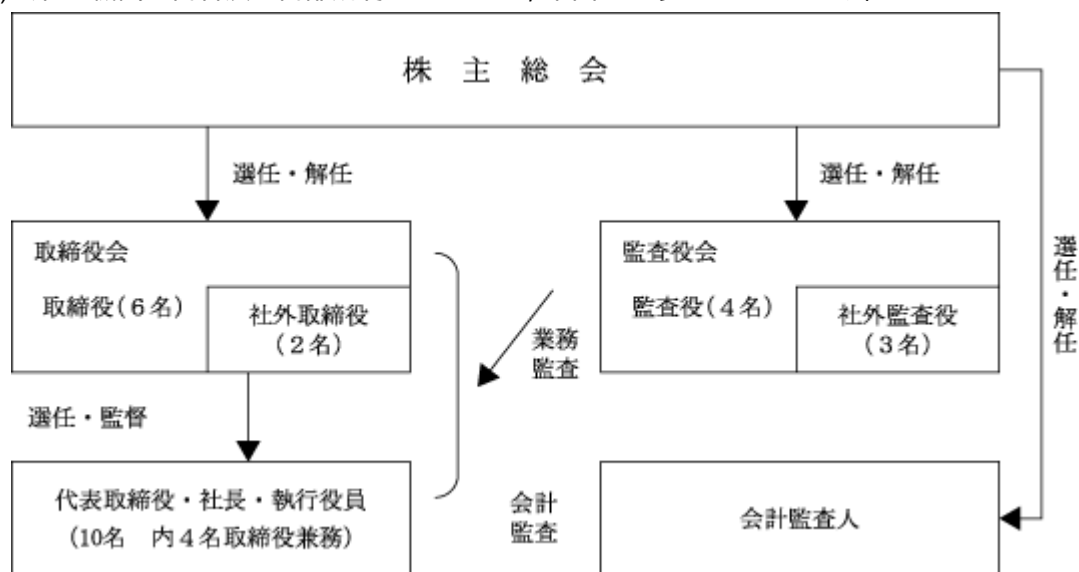 株主総会
選任・解任
選任・解任
選任・解任
取締役会
取締役(6名)
社外取締役
(2名)
監査役会
監査役(4名)
社外監査役
(3名)
業務
監査
選任・監督
代表取締役・社長・執行役員
(10名 内4名取締役兼務)
会計
監査
会計監査人